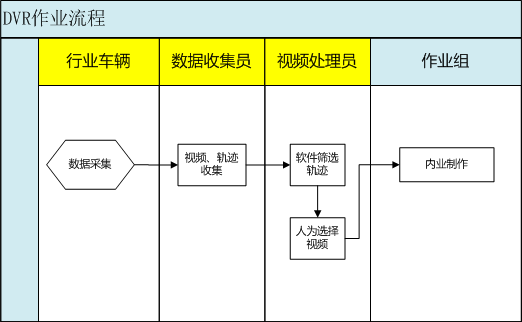 DVR作业流程
行业车辆
数据收集员
视频处理员
作业组
数据采集
视频、轨迹
收集
软件筛选
轨迹
内业制作
人为选择
视频